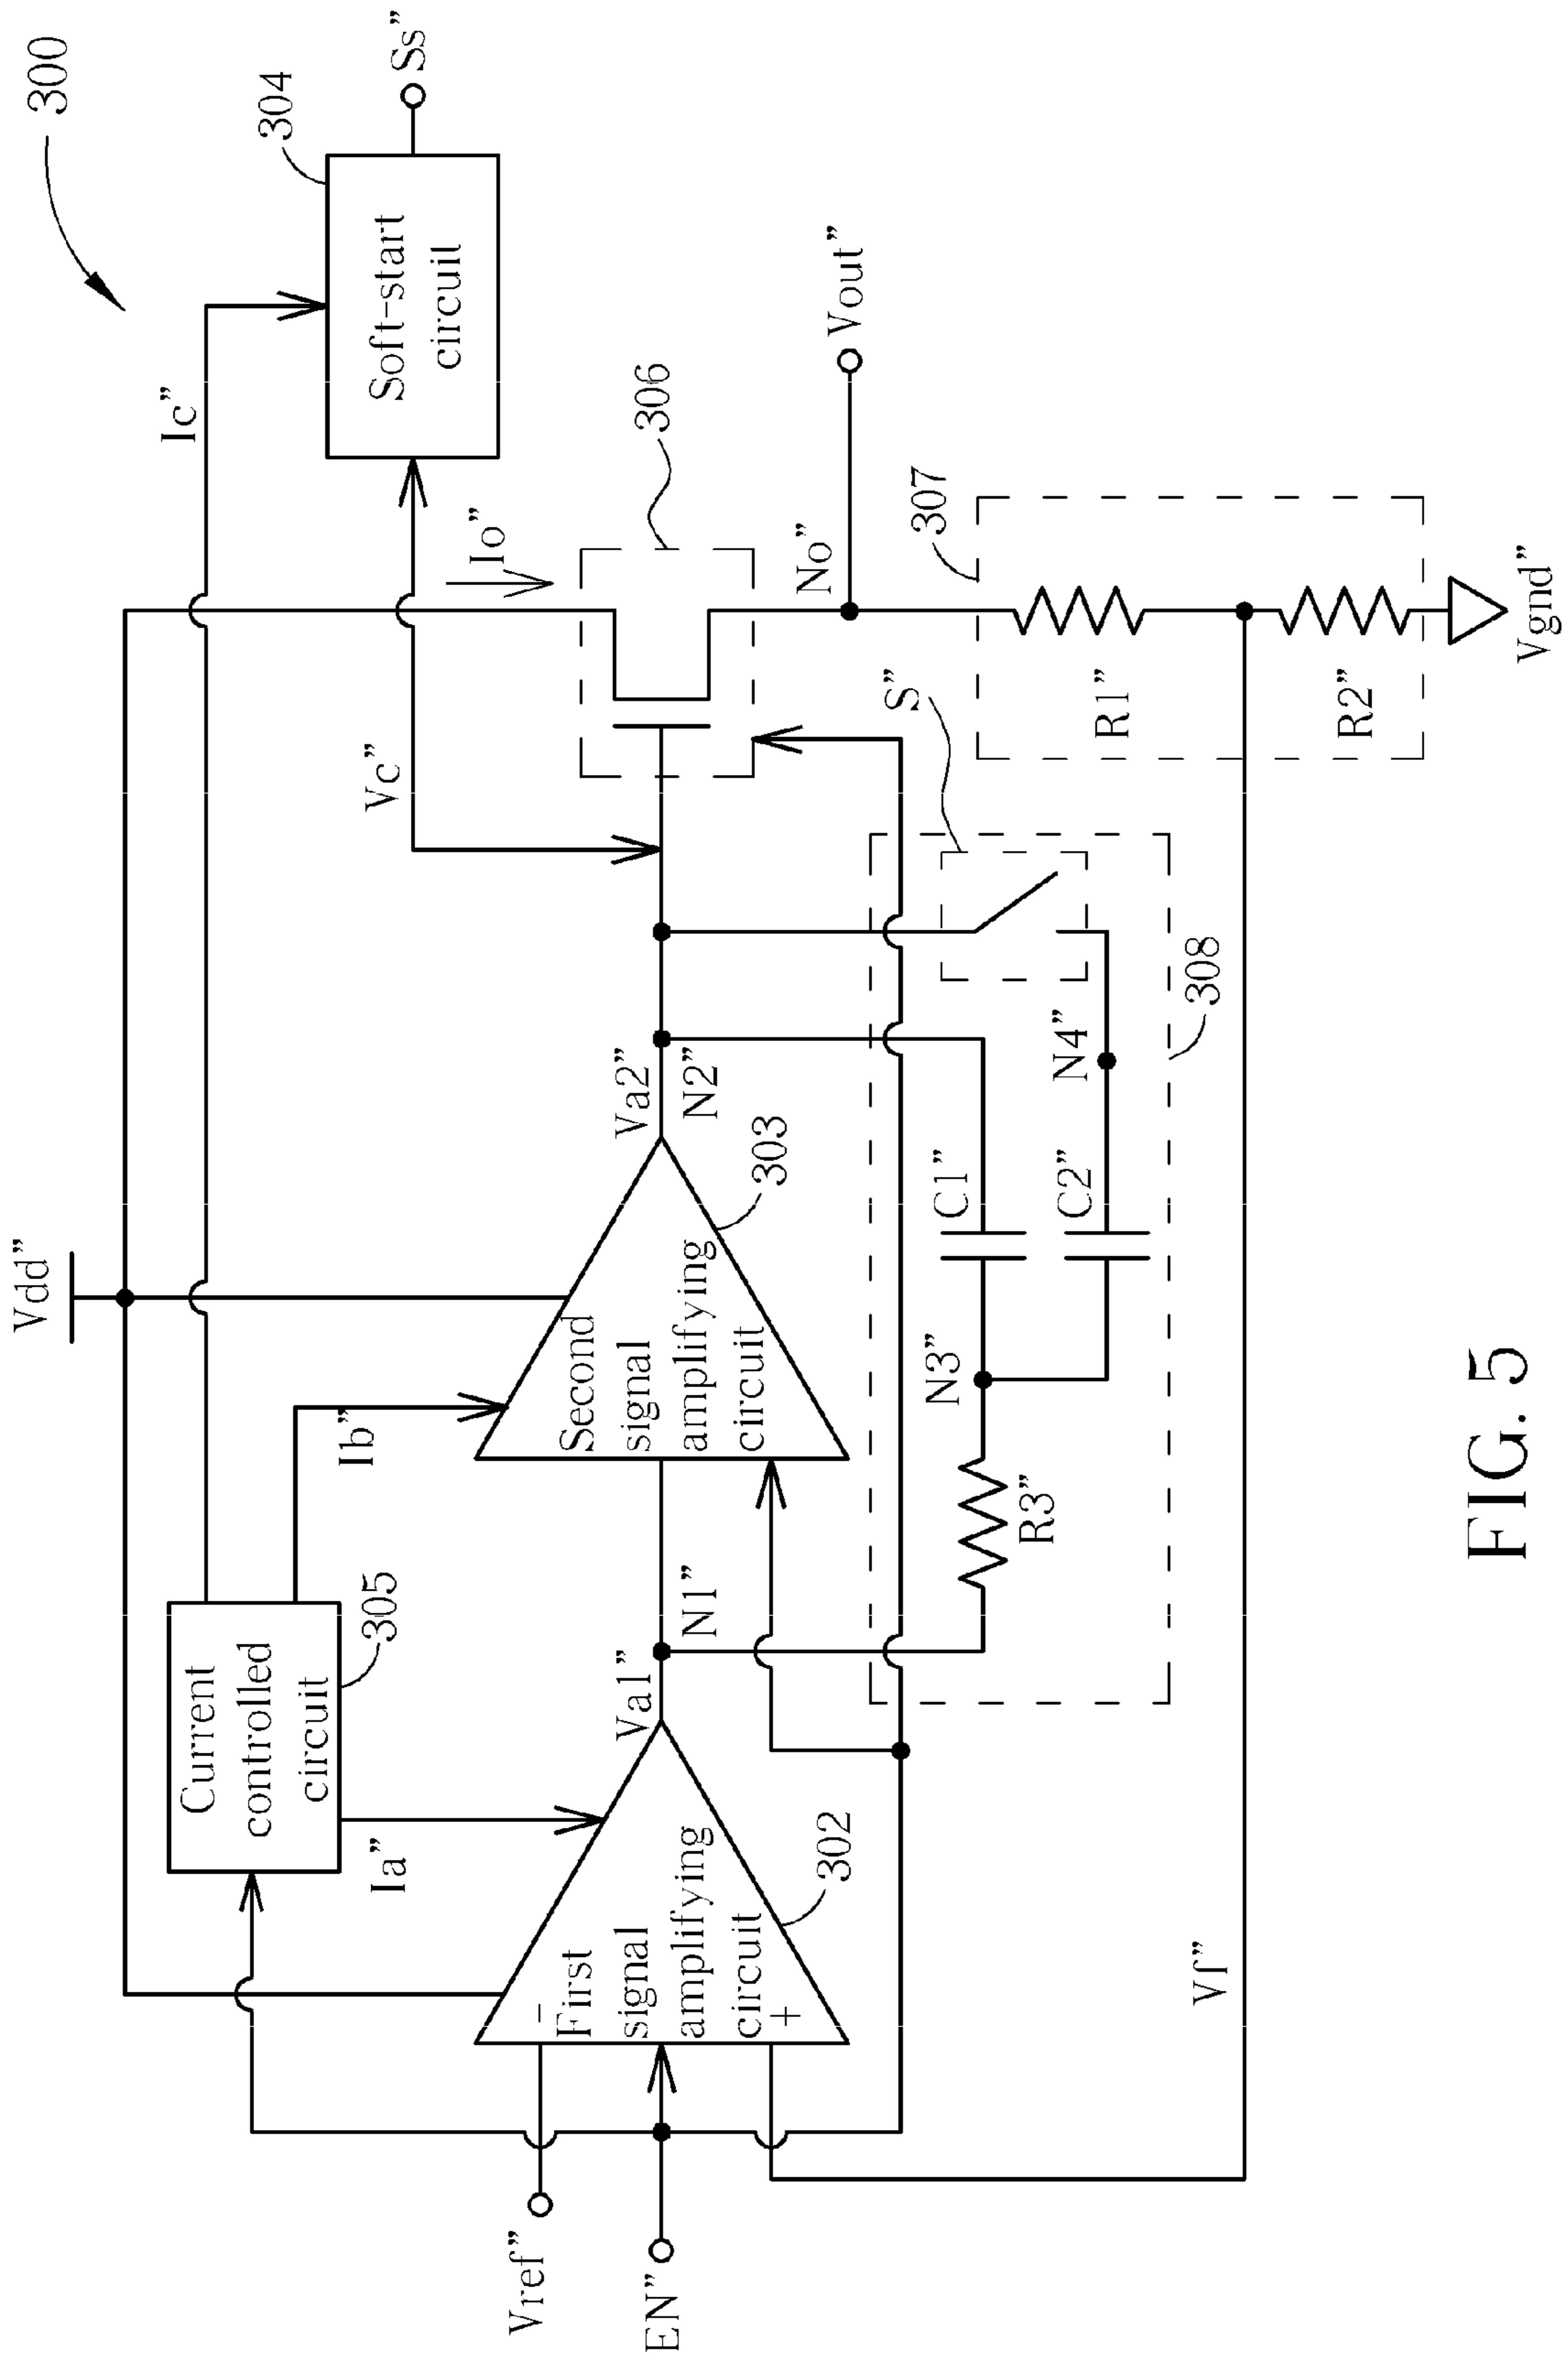 300
Vdd”
Ic”
304
Soft-start
circuit
Ss”
Current
controlled
circuit
305
Ib”
Ia”
Vc”
Io”
306
Vref”
EN”
−
First
signal
amplifying
circuit
+
302
Va1”
N1”
Second
signal
amplifying
circuit
303
Va2”
N2”
No”
Vout”
S”
307
R1”
R2”
Vgnd”
R3”
N3”
C1”
C2”
N4”
308
Vf”
FIG. 5